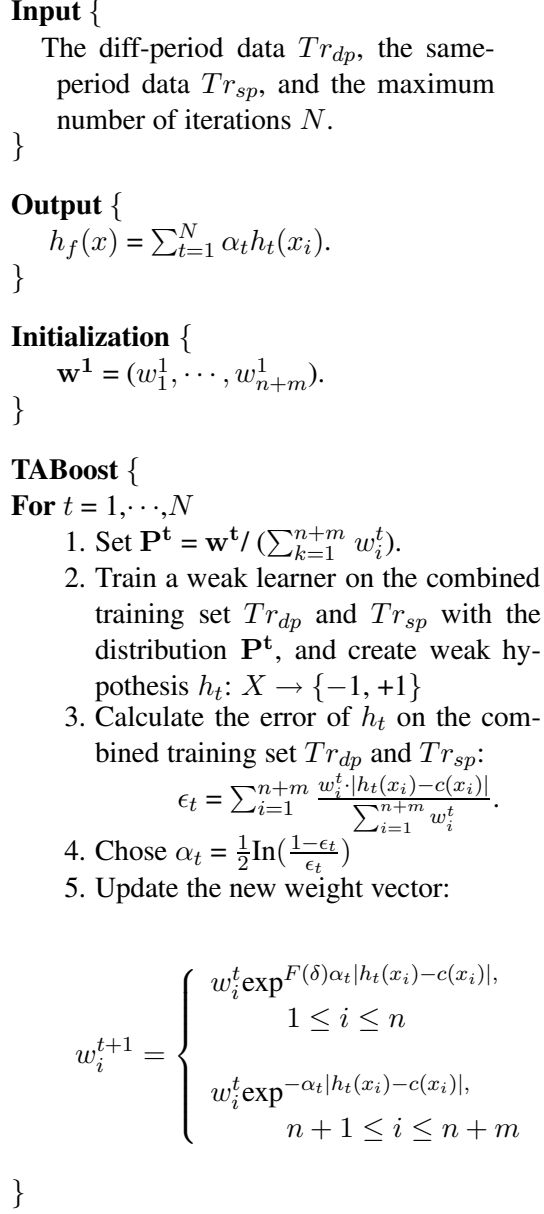 Input {
The diff-period data $Tr_{dp}$, the same-
period data $Tr_{sp}$, and the maximum
number of iterations $N$.
}
Output {
$h_f(x)$ = $\sum_{t=1}^{N} \alpha_t h_t(x_i)$.
}
Initialization {
$\mathbf{w^1}$ = $(w_1^1, \cdots, w_{n+m}^1)$.
}
TABoost {
For $t$ = 1,$\cdots$,$N$
1. Set $\mathbf{P^t}$ = $\mathbf{w^t}$/ ($\sum_{k=1}^{n+m} w_i^t$).
2. Train a weak learner on the combined
training set $Tr_{dp}$ and $Tr_{sp}$ with the
distribution $\mathbf{P^t}$, and create weak hy-
pothesis $h_t$: $X \rightarrow \{-1, +1\}$
3. Calculate the error of $h_t$ on the com-
bined training set $Tr_{dp}$ and $Tr_{sp}$:
$\epsilon_t = \sum_{i=1}^{n+m} \frac{w_i^t \cdot |h_t(x_i) - c(x_i)|}{\sum_{i=1}^{n+m} w_i^t}$.
4. Chose $\alpha_t = \frac{1}{2}\text{In}(\frac{1-\epsilon_t}{\epsilon_t})$
5. Update the new weight vector:
$w_i^{t+1} = \begin{cases} w_i^t \text{exp}^{F(\delta)\alpha_t|h_t(x_i)-c(x_i)|,} \\ \quad 1 \leq i \leq n \\ w_i^t \text{exp}^{-\alpha_t|h_t(x_i)-c(x_i)|,} \\ \quad n+1 \leq i \leq n+m \end{cases}$
}